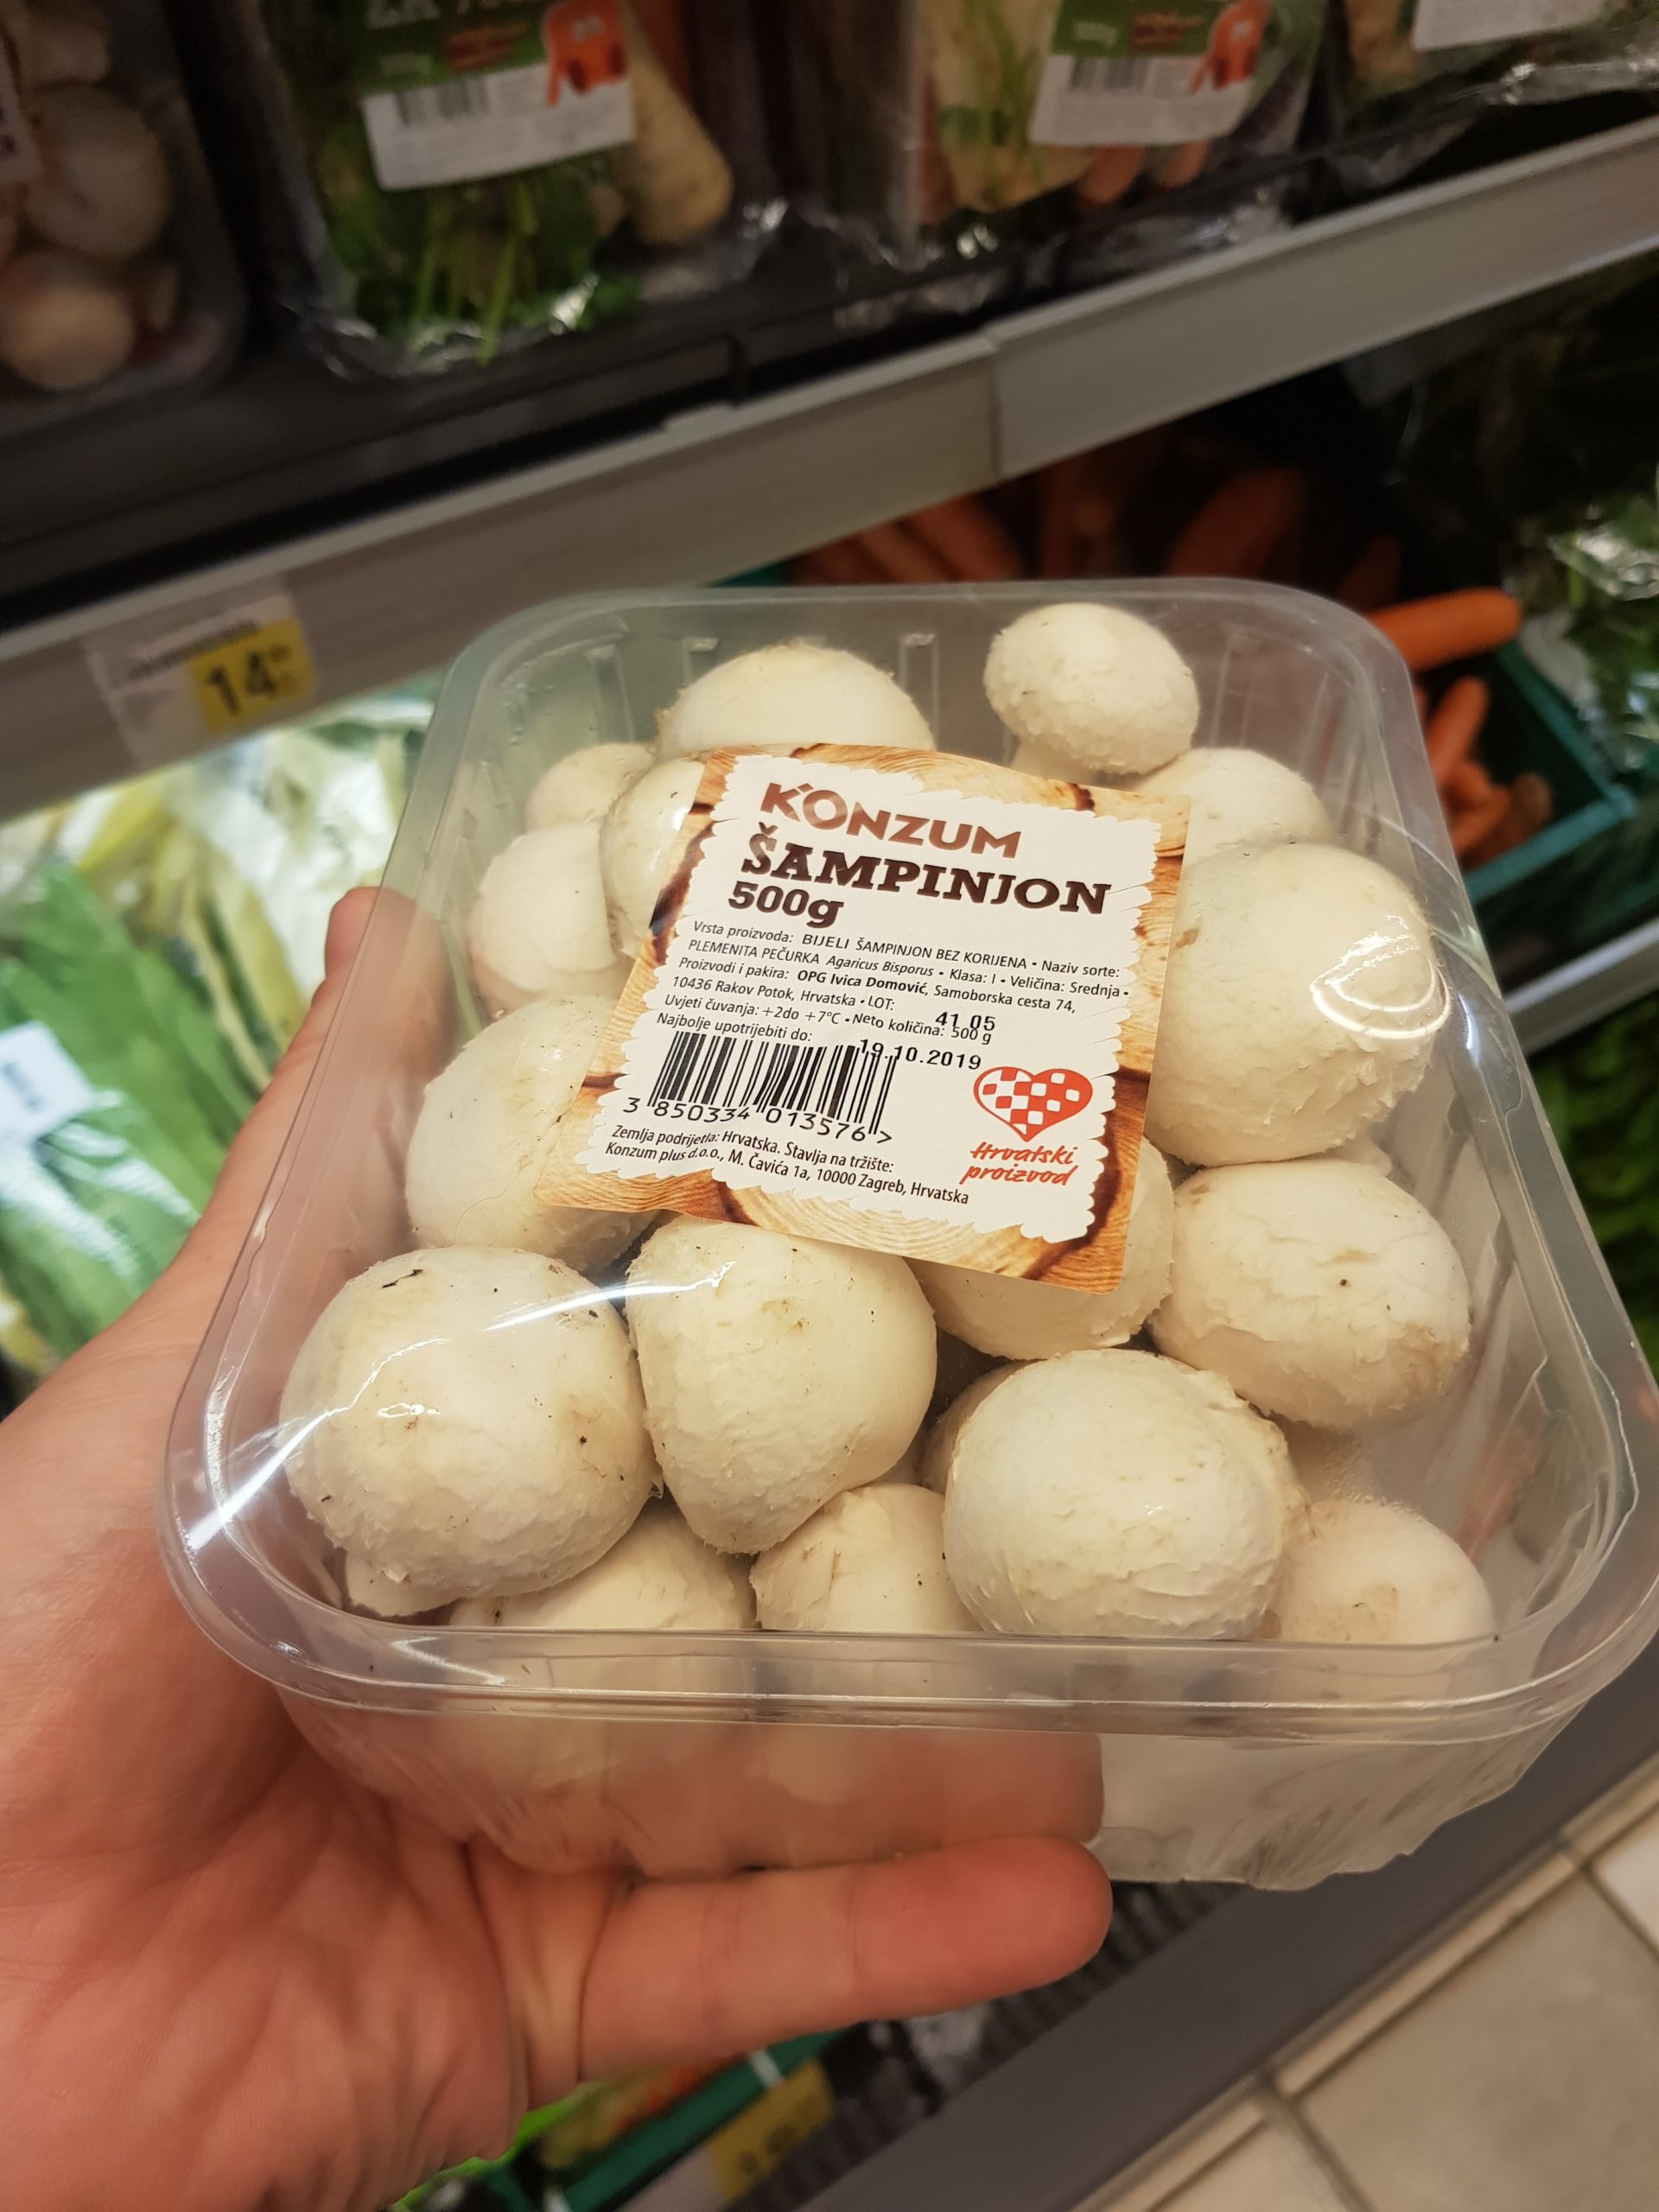 14
KONZUM
ŠAMPINJON
500g
Vrsta proizvoda: BIJELI ŠAMPINJON BEZ KORIJENA • Naziv sorte:
PLEMENITA PEČURKA Agaricus Bisporus • Klasa: I • Veličina: Srednja •
Proizvodi i pakira: OPG Ivica Domović, Samoborska cesta 74,
10436 Rakov Potok, Hrvatska • LOT: 41 05
Uvjeti čuvanja: +2do +7°C • Neto količina: 500 g
Najbolje upotrijebiti do: 19.10.2019
3 850334 013576 >
Hrvatski
proizvod
Zemlja podrijetla: Hrvatska. Stavlja na tržište:
Konzum plus d.o.o., M. Čavića 1a, 10000 Zagreb, Hrvatska